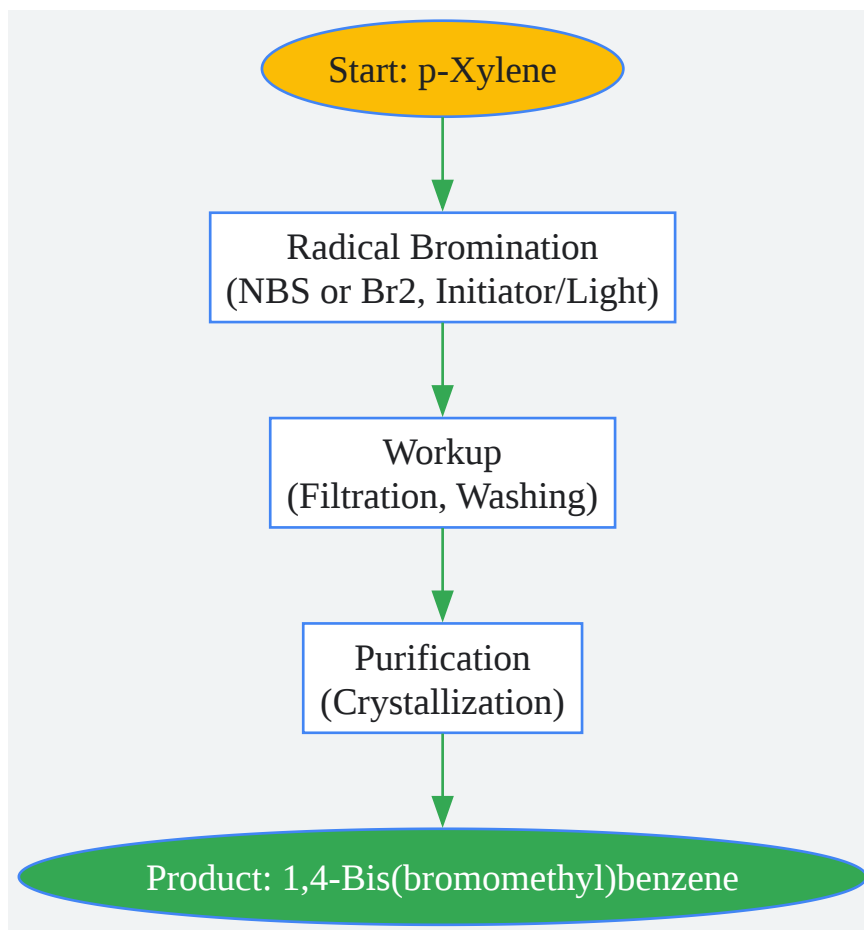 Start: p-Xylene
Radical Bromination
(NBS or Br2, Initiator/Light)
Workup
(Filtration, Washing)
Purification
(Crystallization)
Product: 1,4-Bis(bromomethyl)benzene